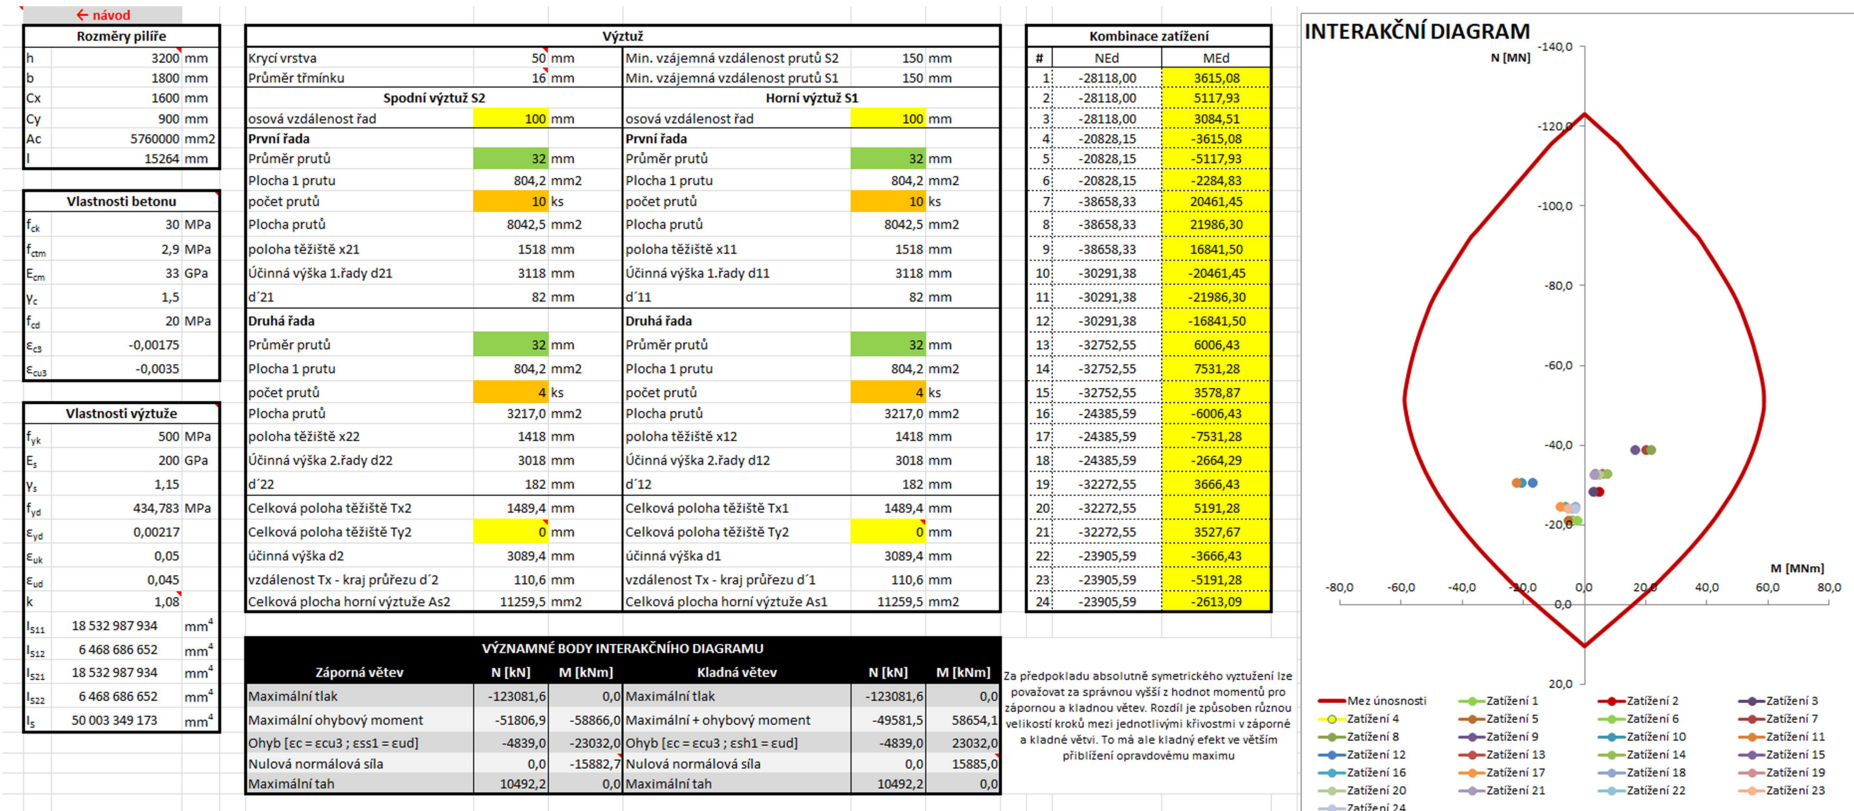 ← návod
Rozměry pilíře
h 3200 mm
b 1800 mm
Cx 1600 mm
Cy 900 mm
Ac 5760000 mm2
l 15264 mm
Vlastnosti betonu
fck 30 MPa
fctm 2,9 MPa
Ecm 33 GPa
γc 1,5
fcd 20 MPa
εc3 -0,00175
εcu3 -0,0035
Vlastnosti výztuže
fyk 500 MPa
Es 200 GPa
γs 1,15
fyd 434,783 MPa
εyd 0,00217
εuk 0,05
εud 0,045
k 1,08
IS11 18 532 987 934 mm4
IS12 6 468 686 652 mm4
IS21 18 532 987 934 mm4
IS22 6 468 686 652 mm4
Is 50 003 349 173 mm4
Výztuž
Krycí vrstva 50 mm Min. vzájemná vzdálenost prutů S2 150 mm
Průměr třmínku 16 mm Min. vzájemná vzdálenost prutů S1 150 mm
Spodní výztuž S2 Horní výztuž S1
osová vzdálenost řad 100 mm osová vzdálenost řad 100 mm
První řada První řada
Průměr prutů 32 mm Průměr prutů 32 mm
Plocha 1 prutu 804,2 mm2 Plocha 1 prutu 804,2 mm2
počet prutů 10 ks počet prutů 10 ks
Plocha prutů 8042,5 mm2 Plocha prutů 8042,5 mm2
poloha těžiště x21 1518 mm poloha těžiště x11 1518 mm
Účinná výška 1.řady d21 3118 mm Účinná výška 1.řady d11 3118 mm
d´21 82 mm d´11 82 mm
Druhá řada Druhá řada
Průměr prutů 32 mm Průměr prutů 32 mm
Plocha 1 prutu 804,2 mm2 Plocha 1 prutu 804,2 mm2
počet prutů 4 ks počet prutů 4 ks
Plocha prutů 3217,0 mm2 Plocha prutů 3217,0 mm2
poloha těžiště x22 1418 mm poloha těžiště x12 1418 mm
Účinná výška 2.řady d22 3018 mm Účinná výška 2.řady d12 3018 mm
d´22 182 mm d´12 182 mm
Celková poloha těžiště Tx2 1489,4 mm Celková poloha těžiště Tx1 1489,4 mm
Celková poloha těžiště Ty2 0 mm Celková poloha těžiště Ty2 0 mm
účinná výška d2 3089,4 mm účinná výška d1 3089,4 mm
vzdálenost Tx - kraj průřezu d´2 110,6 mm vzdálenost Tx - kraj průřezu d´1 110,6 mm
Celková plocha horní výztuže As2 11259,5 mm2 Celková plocha horní výztuže As1 11259,5 mm2
VÝZNAMNÉ BODY INTERAKČNÍHO DIAGRAMU
Záporná větev N [kN] M [kNm] Kladná větev N [kN] M [kNm]
Maximální tlak -123081,6 0,0 Maximální tlak -123081,6 0,0
Maximální ohybový moment -51806,9 -58866,0 Maximální + ohybový moment -49581,5 58654,1
Ohyb [εc = εcu3 ; εss1 = εud] -4839,0 -23032,0 Ohyb [εc = εcu3 ; εsh1 = εud] -4839,0 23032,0
Nulová normálová síla 0,0 -15882,7 Nulová normálová síla 0,0 15885,0
Maximální tah 10492,2 0,0 Maximální tah 10492,2 0,0
Kombinace zatížení
# NEd MEd
1 -28118,00 3615,08
2 -28118,00 5117,93
3 -28118,00 3084,51
4 -20828,15 -3615,08
5 -20828,15 -5117,93
6 -20828,15 -2284,83
7 -38658,33 20461,45
8 -38658,33 21986,30
9 -38658,33 16841,50
10 -30291,38 -20461,45
11 -30291,38 -21986,30
12 -30291,38 -16841,50
13 -32752,55 6006,43
14 -32752,55 7531,28
15 -32752,55 3578,87
16 -24385,59 -6006,43
17 -24385,59 -7531,28
18 -24385,59 -2664,29
19 -32272,55 3666,43
20 -32272,55 5191,28
21 -32272,55 3527,67
22 -23905,59 -3666,43
23 -23905,59 -5191,28
24 -23905,59 -2613,09
Za předpokladu absolutně symetrického vyztužení lze
považovat za správnou vyšší z hodnot momentů pro
zápornou a kladnou větev. Rozdíl je způsoben různou
velikostí kroků mezi jednotlivými křivostmi v záporné
a kladné větvi. To má ale kladný efekt ve větším
přiblížení opravdovému maximu
INTERAKČNÍ DIAGRAM
N [MN]
-140,0
-120,0
-100,0
-80,0
-60,0
-40,0
-20,0
M [MNm]
-80,0 -60,0 -40,0 -20,0 0,0 20,0 40,0 60,0 80,0
0,0
20,0
Mez únosnosti Zatížení 1 Zatížení 2 Zatížení 3
Zatížení 4 Zatížení 5 Zatížení 6 Zatížení 7
Zatížení 8 Zatížení 9 Zatížení 10 Zatížení 11
Zatížení 12 Zatížení 13 Zatížení 14 Zatížení 15
Zatížení 16 Zatížení 17 Zatížení 18 Zatížení 19
Zatížení 20 Zatížení 21 Zatížení 22 Zatížení 23
Zatížení 24